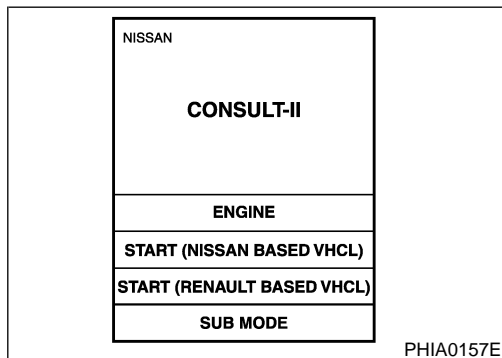 NISSAN
CONSULT-II
ENGINE
START (NISSAN BASED VHCL)
START (RENAULT BASED VHCL)
SUB MODE
PHIA0157E